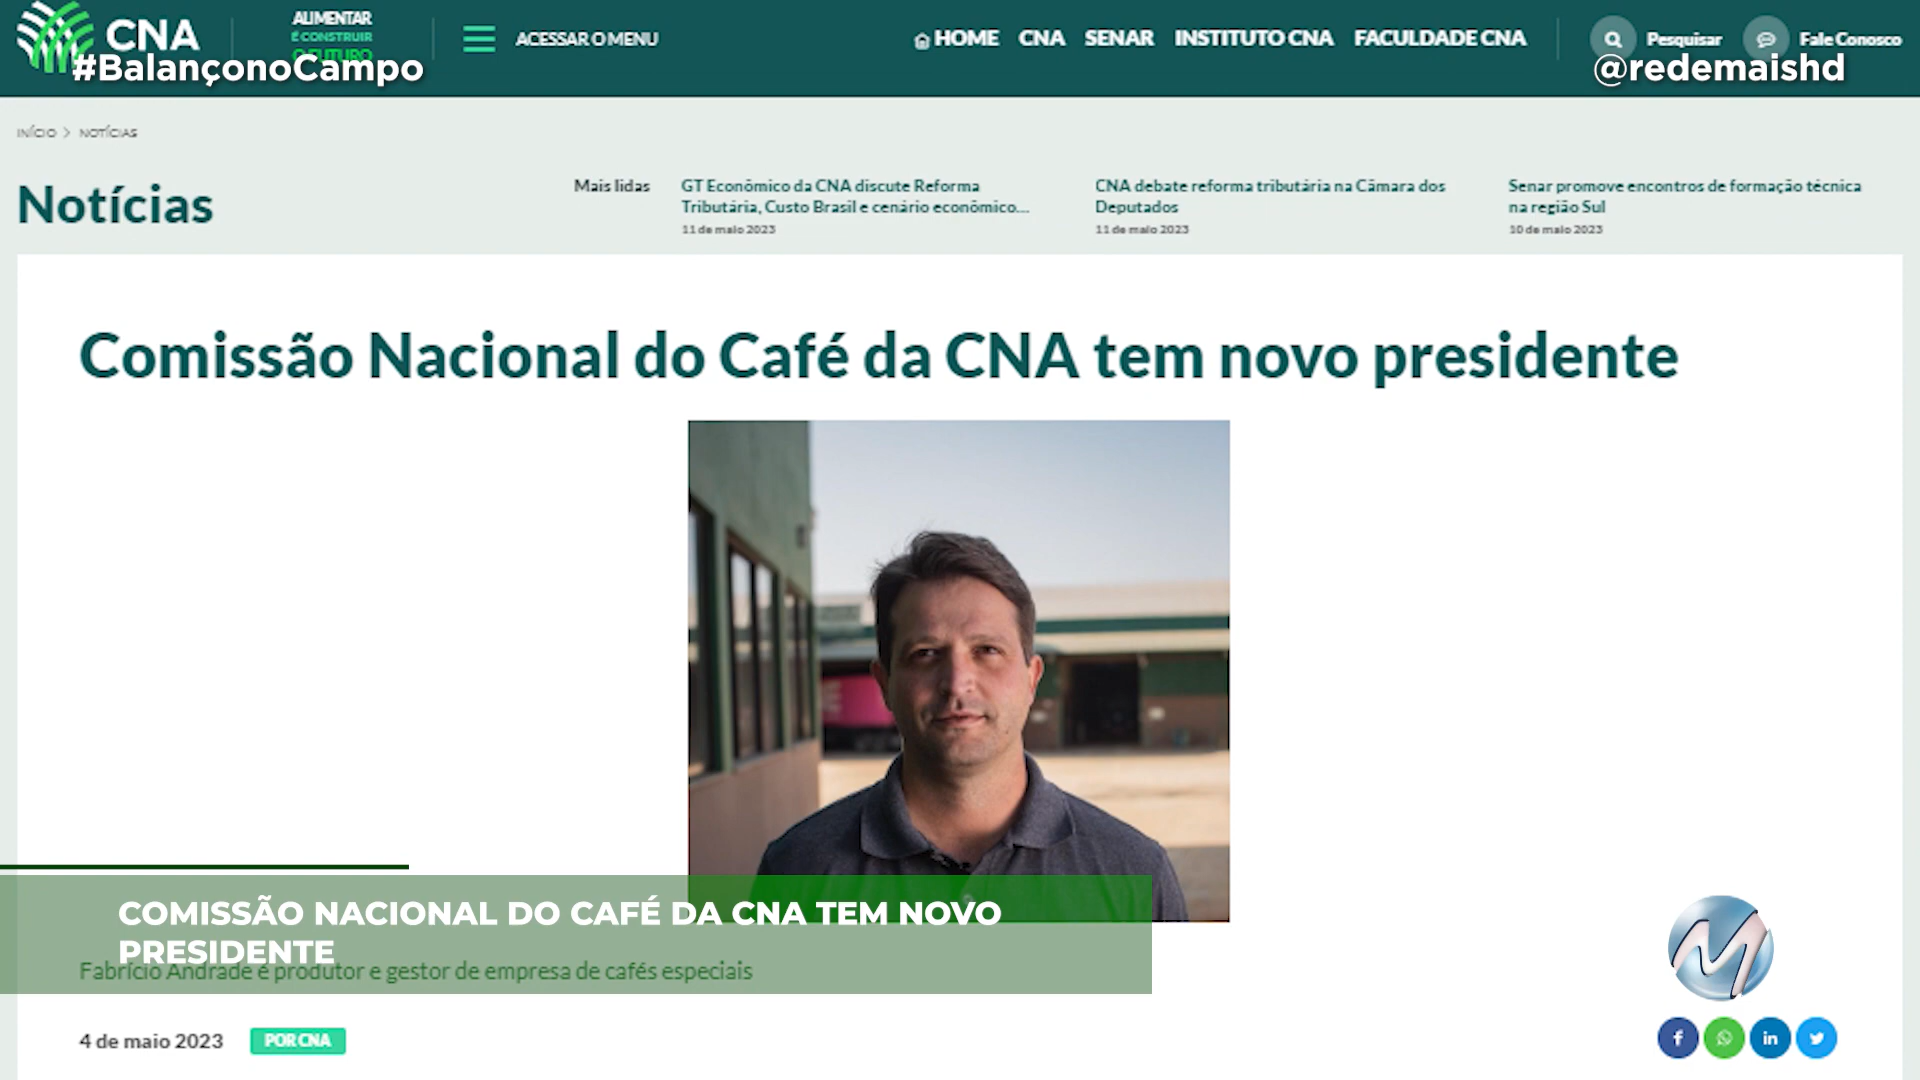 CNA
ALIMENTAR
É CONSTRUIR
O FUTURO
ACESSAR O MENU
HOME CNA SENAR INSTITUTO CNA FACULDADE CNA
Pesquisar
Fale Conosco
#BalançonoCampo
@redemaishd
INÍCIO > NOTÍCIAS
Notícias
Mais lidas
GT Econômico da CNA discute Reforma
Tributária, Custo Brasil e cenário econômico...
11 de maio 2023
CNA debate reforma tributária na Câmara dos
Deputados
11 de maio 2023
Senar promove encontros de formação técnica
na região Sul
10 de maio 2023
Comissão Nacional do Café da CNA tem novo presidente
COMISSÃO NACIONAL DO CAFÉ DA CNA TEM NOVO
PRESIDENTE
Fabrício Andrade é produtor e gestor de empresa de cafés especiais
M
4 de maio 2023
POR CNA
f
in